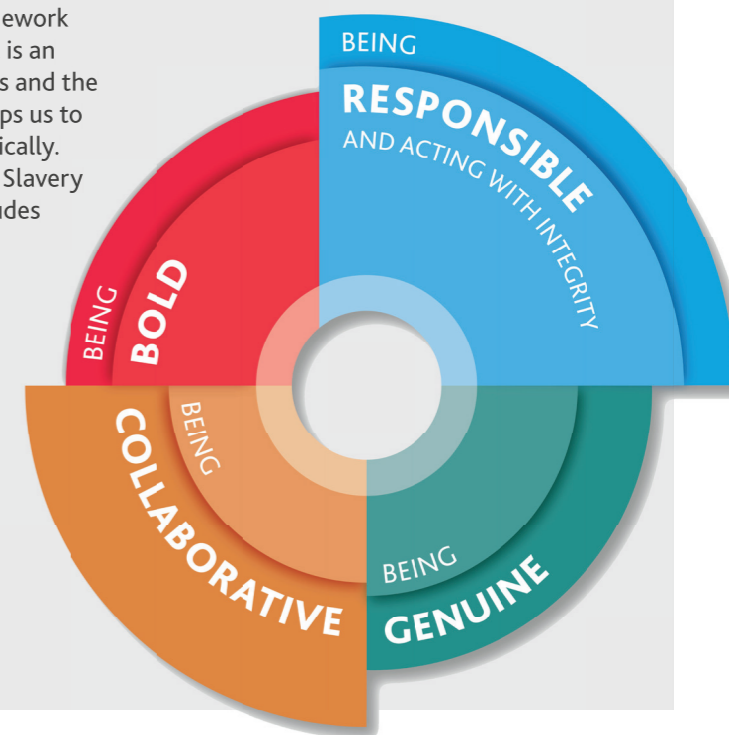 ework
is an
s and the
ps us to
ically.
Slavery
udes
BEING
RESPONSIBLE
AND ACTING WITH INTEGRITY
BEING
BOLD
BEING
COLLABORATIVE
BEING
GENUINE